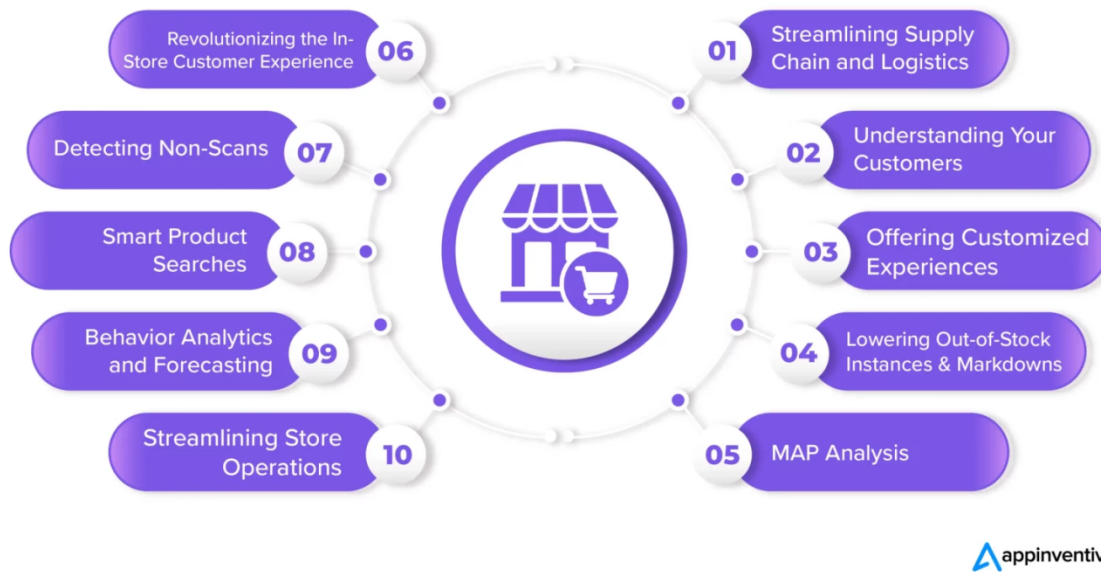 01
Streamlining Supply
Chain and Logistics
02
Understanding Your
Customers
03
Offering Customized
Experiences
04
Lowering Out-of-Stock
Instances & Markdowns
05
MAP Analysis
06
Revolutionizing the In-
Store Customer Experience
07
Detecting Non-Scans
08
Smart Product
Searches
09
Behavior Analytics
and Forecasting
10
Streamlining Store
Operations
appinventiv